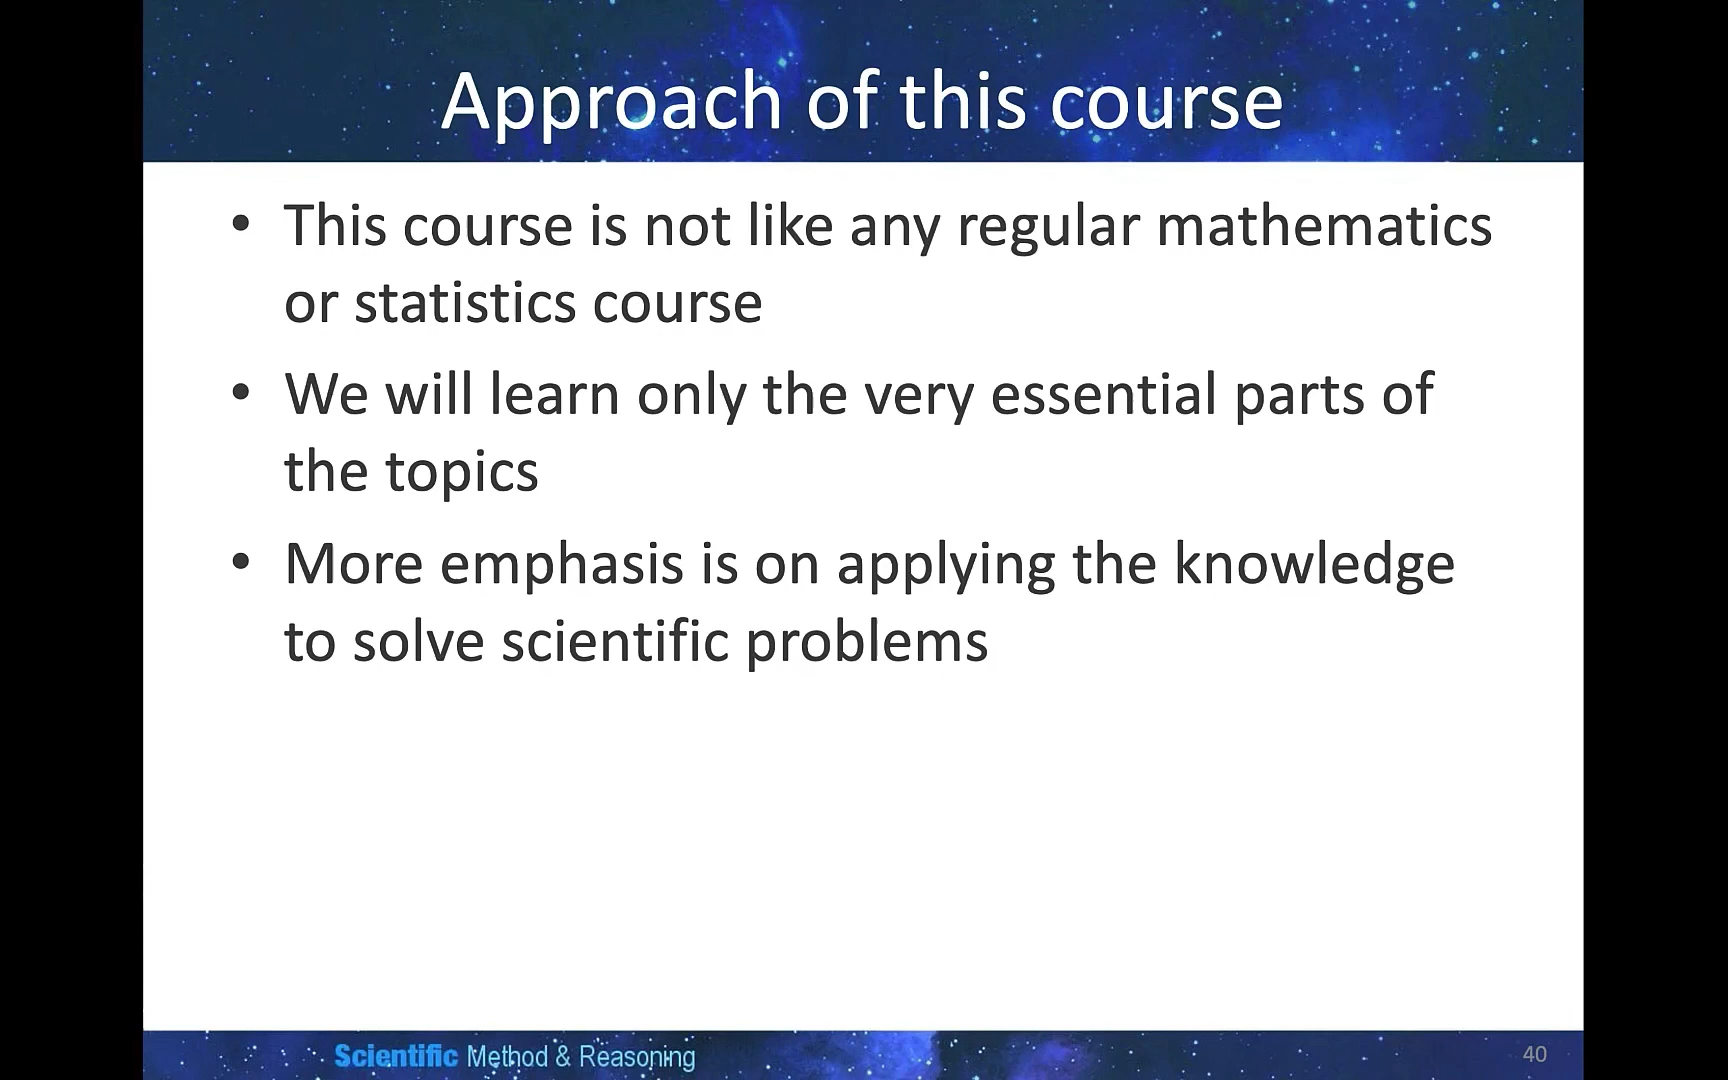 Approach of this course
• This course is not like any regular mathematics
or statistics course
• We will learn only the very essential parts of
the topics
• More emphasis is on applying the knowledge
to solve scientific problems
Scientific Method & Reasoning
40